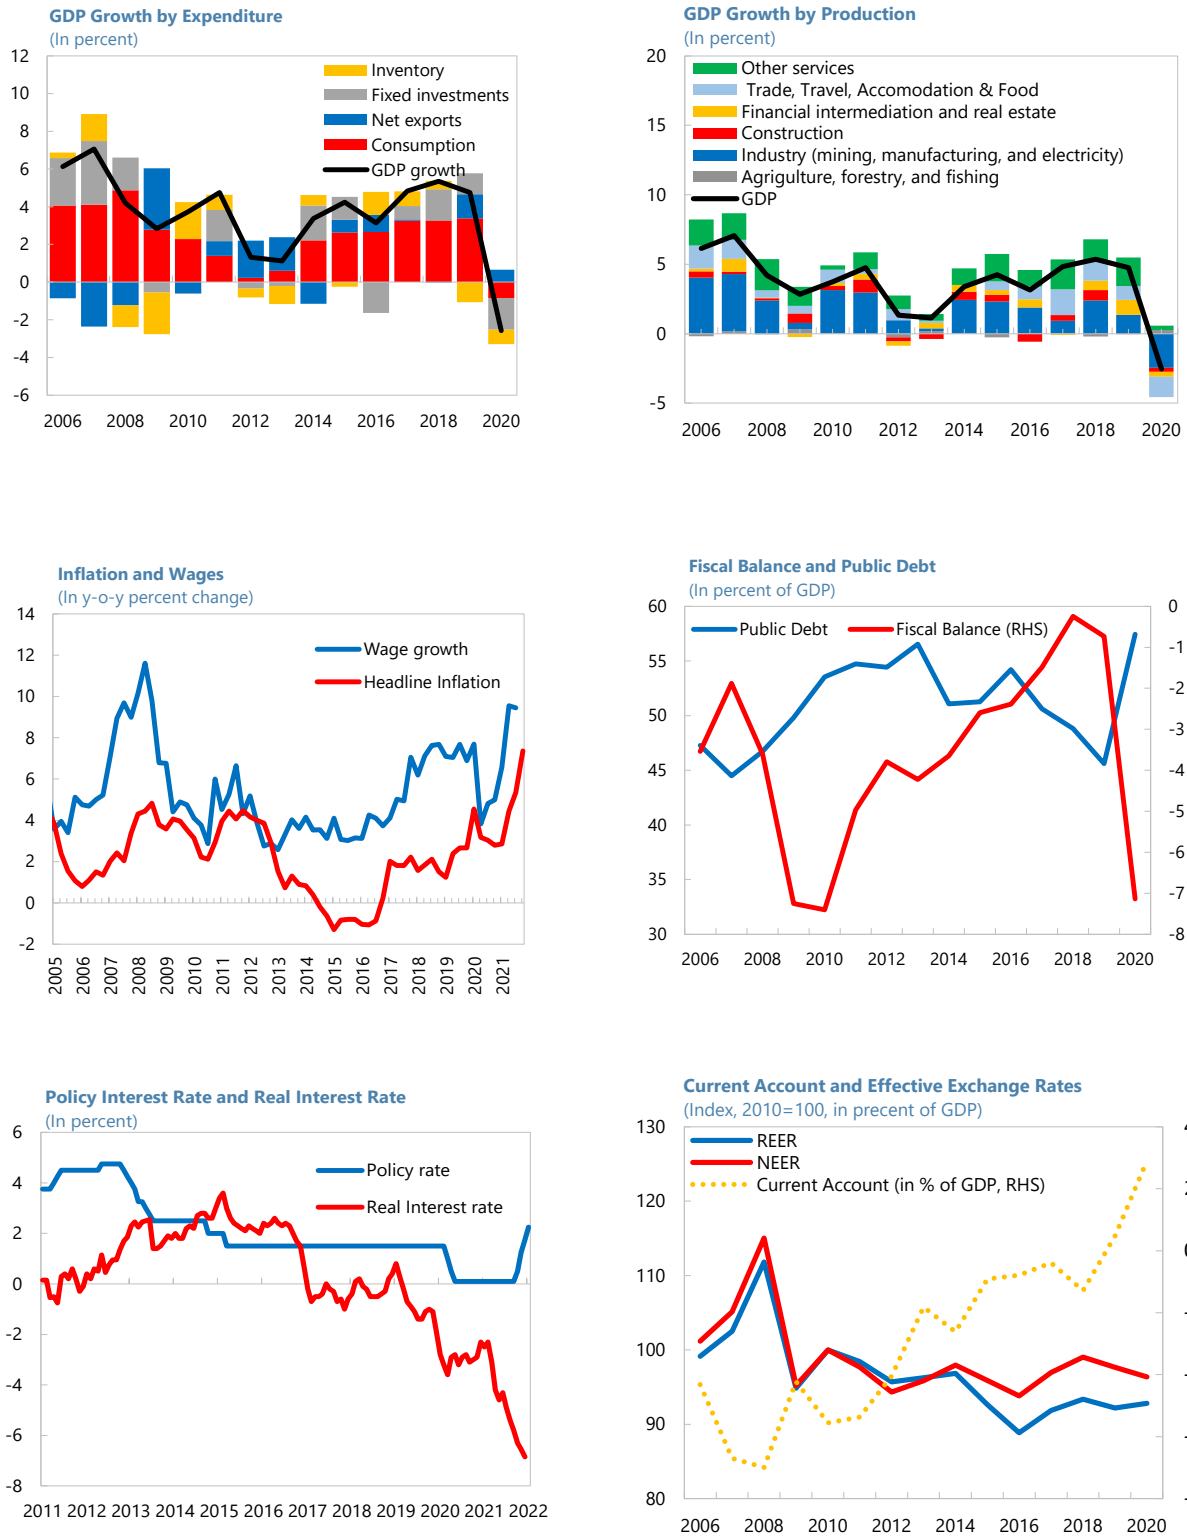 GDP Growth by Expenditure
(In percent)
12
10
8
6
4
2
0
-2
-4
-6
Inventory
Fixed investments
Net exports
Consumption
GDP growth
2006 2008 2010 2012 2014 2016 2018 2020
GDP Growth by Production
(In percent)
20
15
10
5
0
-5
Other services
Trade, Travel, Accomodation & Food
Financial intermediation and real estate
Construction
Industry (mining, manufacturing, and electricity)
Agrigulture, forestry, and fishing
GDP
2006 2008 2010 2012 2014 2016 2018 2020
Inflation and Wages
(In y-o-y percent change)
14
12
10
8
6
4
2
0
-2
Wage growth
Headline Inflation
2005 2006 2007 2008 2009 2010 2011 2012 2013 2014 2015 2016 2017 2018 2019 2020 2021
Fiscal Balance and Public Debt
(In percent of GDP)
60
55
50
45
40
35
30
Public Debt Fiscal Balance (RHS)
0
-1
-2
-3
-4
-5
-6
-7
-8
2006 2008 2010 2012 2014 2016 2018 2020
Policy Interest Rate and Real Interest Rate
(In percent)
6
4
2
0
-2
-4
-6
-8
Policy rate
Real Interest rate
2011 2012 2013 2014 2015 2016 2017 2018 2019 2020 2021 2022
Current Account and Effective Exchange Rates
(Index, 2010=100, in precent of GDP)
130
120
110
100
90
80
REER
NEER
Current Account (in % of GDP, RHS)
2006 2008 2010 2012 2014 2016 2018 2020